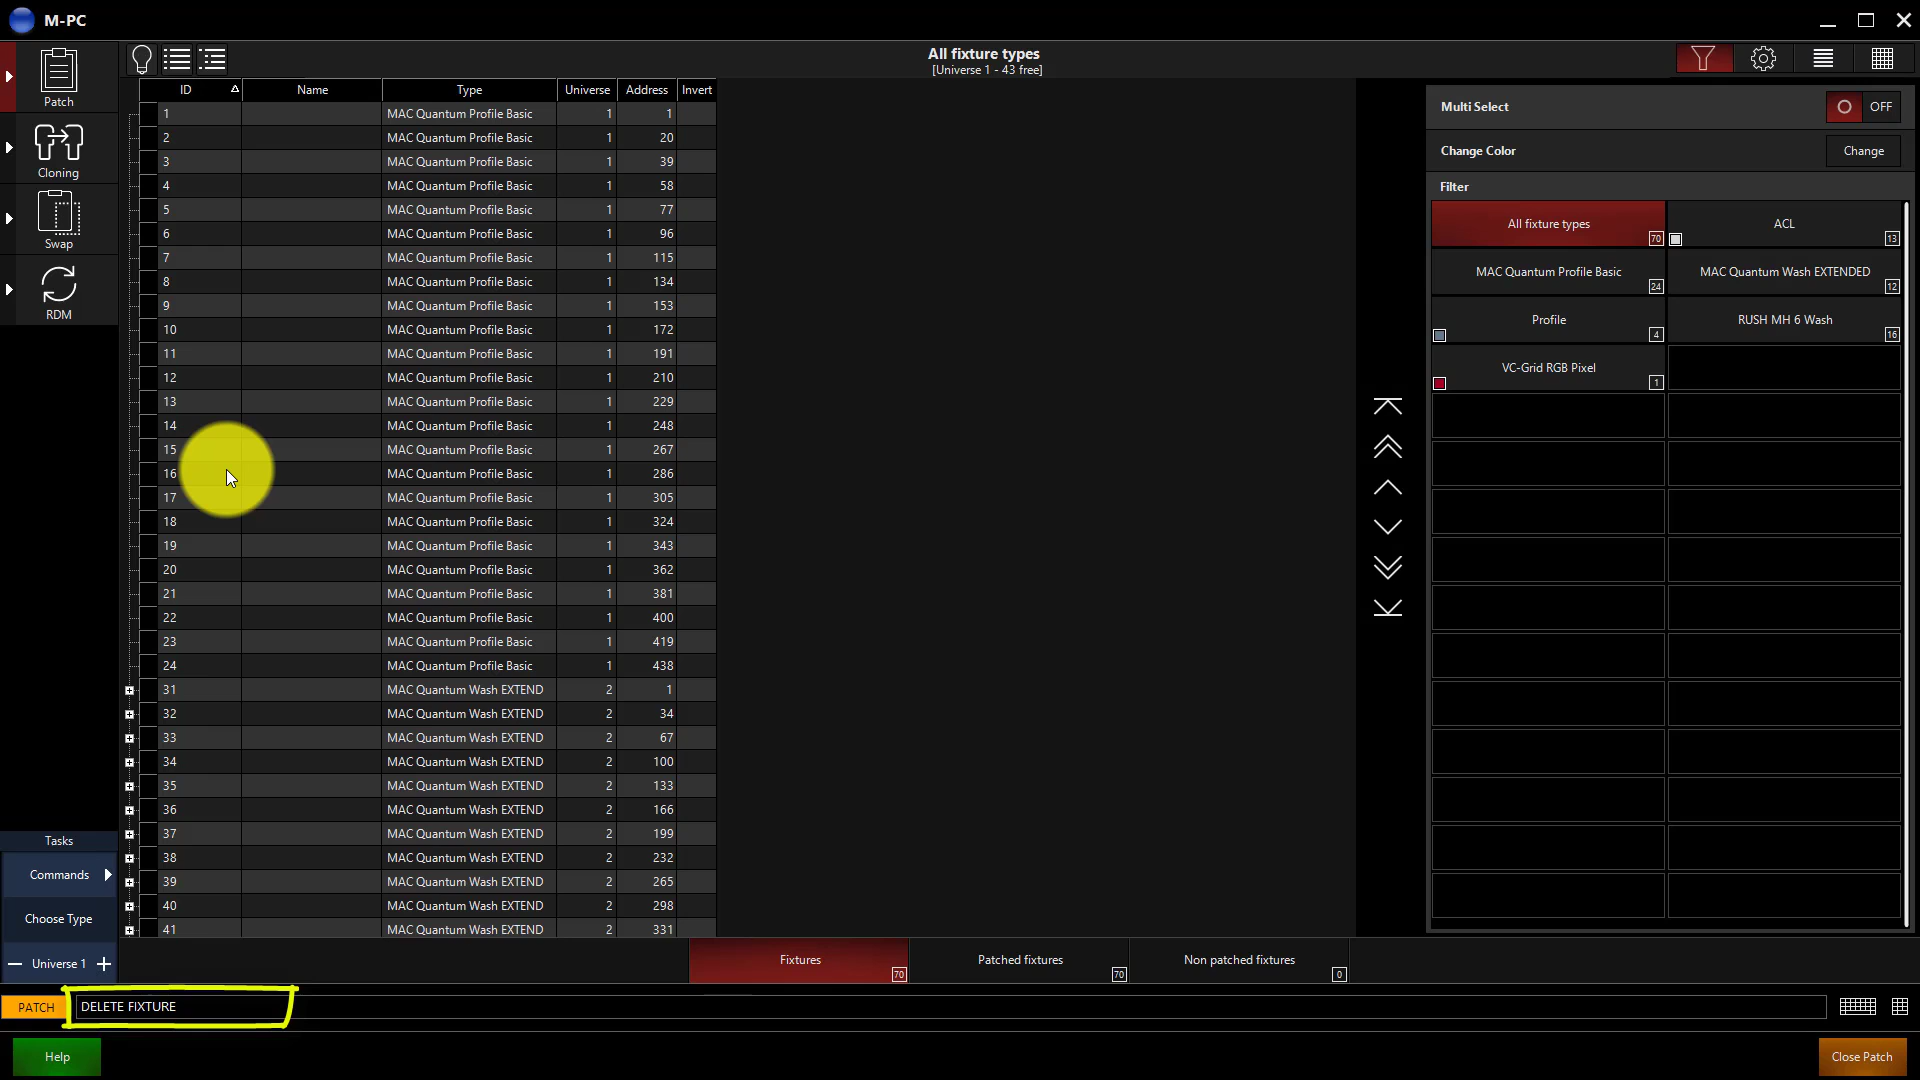 M-PC
Patch
Cloning
Swap
RDM
All fixture types
[Universe 1 - 43 free]
ID Name Type Universe Address Invert
1 MAC Quantum Profile Basic 1 1
2 MAC Quantum Profile Basic 1 20
3 MAC Quantum Profile Basic 1 39
4 MAC Quantum Profile Basic 1 58
5 MAC Quantum Profile Basic 1 77
6 MAC Quantum Profile Basic 1 96
7 MAC Quantum Profile Basic 1 115
8 MAC Quantum Profile Basic 1 134
9 MAC Quantum Profile Basic 1 153
10 MAC Quantum Profile Basic 1 172
11 MAC Quantum Profile Basic 1 191
12 MAC Quantum Profile Basic 1 210
13 MAC Quantum Profile Basic 1 229
14 MAC Quantum Profile Basic 1 248
15 MAC Quantum Profile Basic 1 267
16 MAC Quantum Profile Basic 1 286
17 MAC Quantum Profile Basic 1 305
18 MAC Quantum Profile Basic 1 324
19 MAC Quantum Profile Basic 1 343
20 MAC Quantum Profile Basic 1 362
21 MAC Quantum Profile Basic 1 381
22 MAC Quantum Profile Basic 1 400
23 MAC Quantum Profile Basic 1 419
24 MAC Quantum Profile Basic 1 438
31 MAC Quantum Wash EXTEND 2 1
32 MAC Quantum Wash EXTEND 2 34
33 MAC Quantum Wash EXTEND 2 67
34 MAC Quantum Wash EXTEND 2 100
35 MAC Quantum Wash EXTEND 2 133
36 MAC Quantum Wash EXTEND 2 166
37 MAC Quantum Wash EXTEND 2 199
38 MAC Quantum Wash EXTEND 2 232
39 MAC Quantum Wash EXTEND 2 265
40 MAC Quantum Wash EXTEND 2 298
41 MAC Quantum Wash EXTEND 2 331
Multi Select OFF
Change Color Change
Filter
All fixture types 70
ACL 13
MAC Quantum Profile Basic 24
MAC Quantum Wash EXTENDED 12
Profile 4
RUSH MH 6 Wash 16
VC-Grid RGB Pixel 1
Tasks
Commands
Choose Type
Universe 1
Fixtures 70
Patched fixtures 70
Non patched fixtures 0
PATCH DELETE FIXTURE
Help
Close Patch